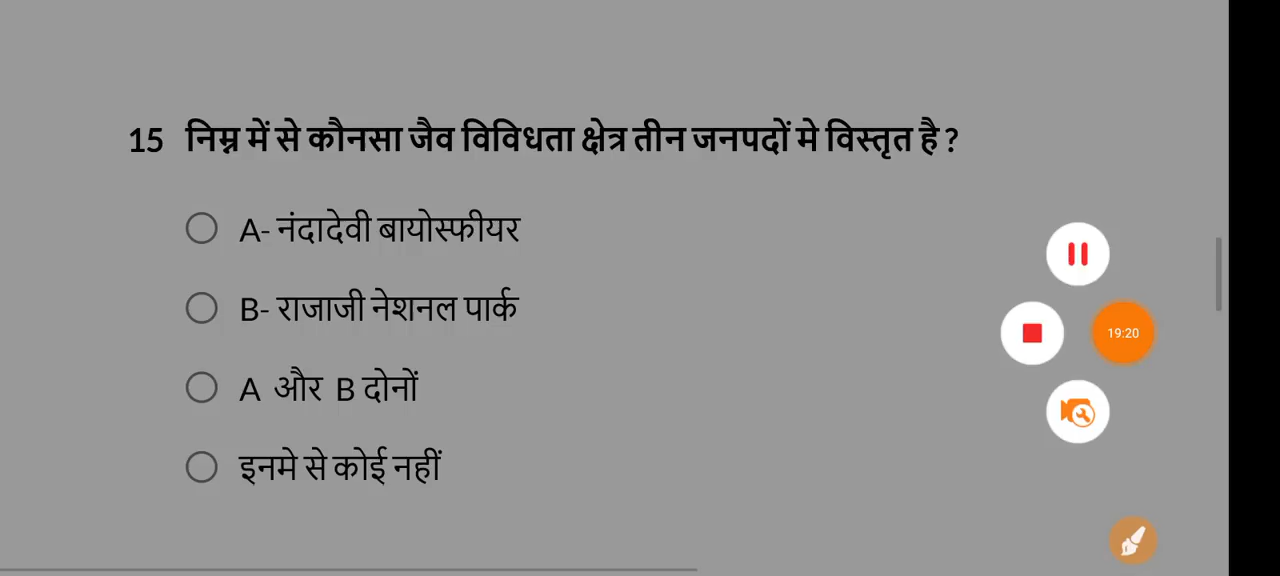 15 निम्न में से कौनसा जैव विविधता क्षेत्र तीन जनपदों मे विस्तृत है ?
A- नंदादेवी बायोस्फीयर
B- राजाजी नेशनल पार्क
A और B दोनों
इनमे से कोई नहीं
19:20